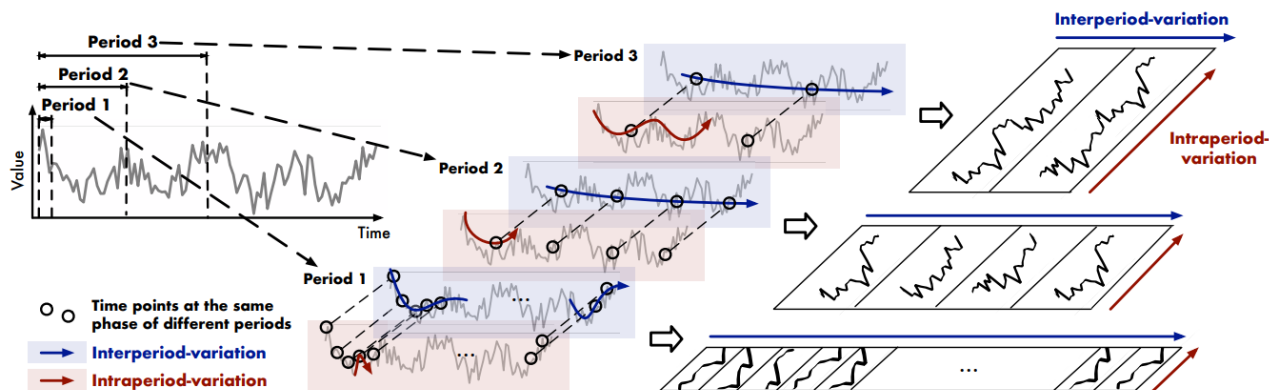 Period 3
Period 2
Period 1
Value
Time
Period 3
Period 2
Period 1
...
...
Interperiod-variation
Intraperiod-
variation
...
Time points at the same
phase of different periods
Interperiod-variation
Intraperiod-variation